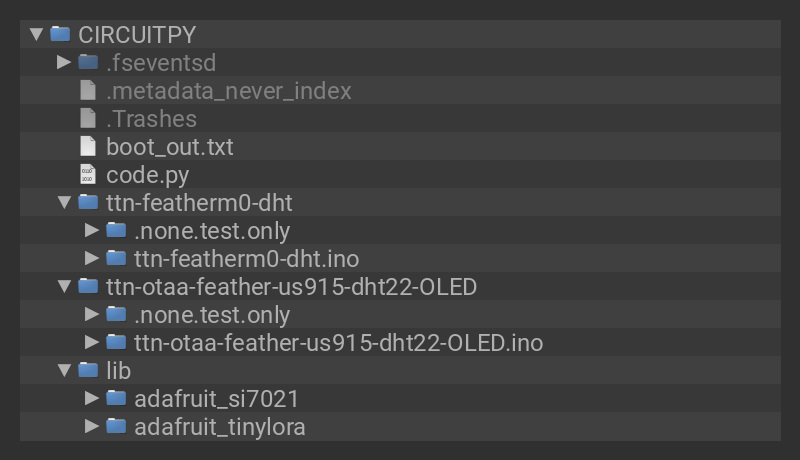 CIRCUITPY
.fseventsd
.metadata_never_index
.Trashes
boot_out.txt
code.py
ttn-featherm0-dht
.none.test.only
ttn-featherm0-dht.ino
ttn-otaa-feather-us915-dht22-OLED
.none.test.only
ttn-otaa-feather-us915-dht22-OLED.ino
lib
adafruit_si7021
adafruit_tinylora